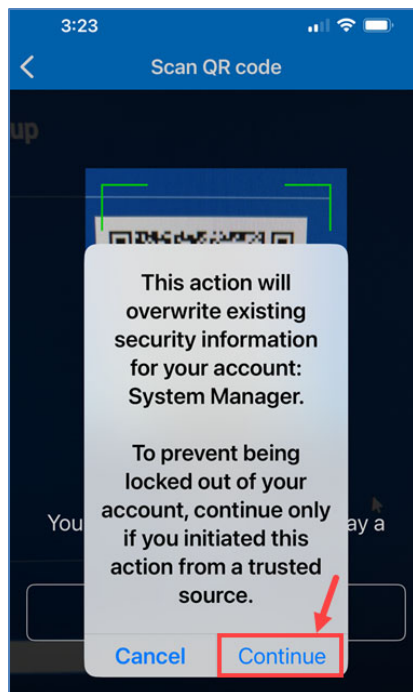 3:23
Scan QR code
up
This action will
overwrite existing
security information
for your account:
System Manager.
To prevent being
locked out of your
account, continue only
if you initiated this
action from a trusted
source.
You
ay a
Cancel Continue